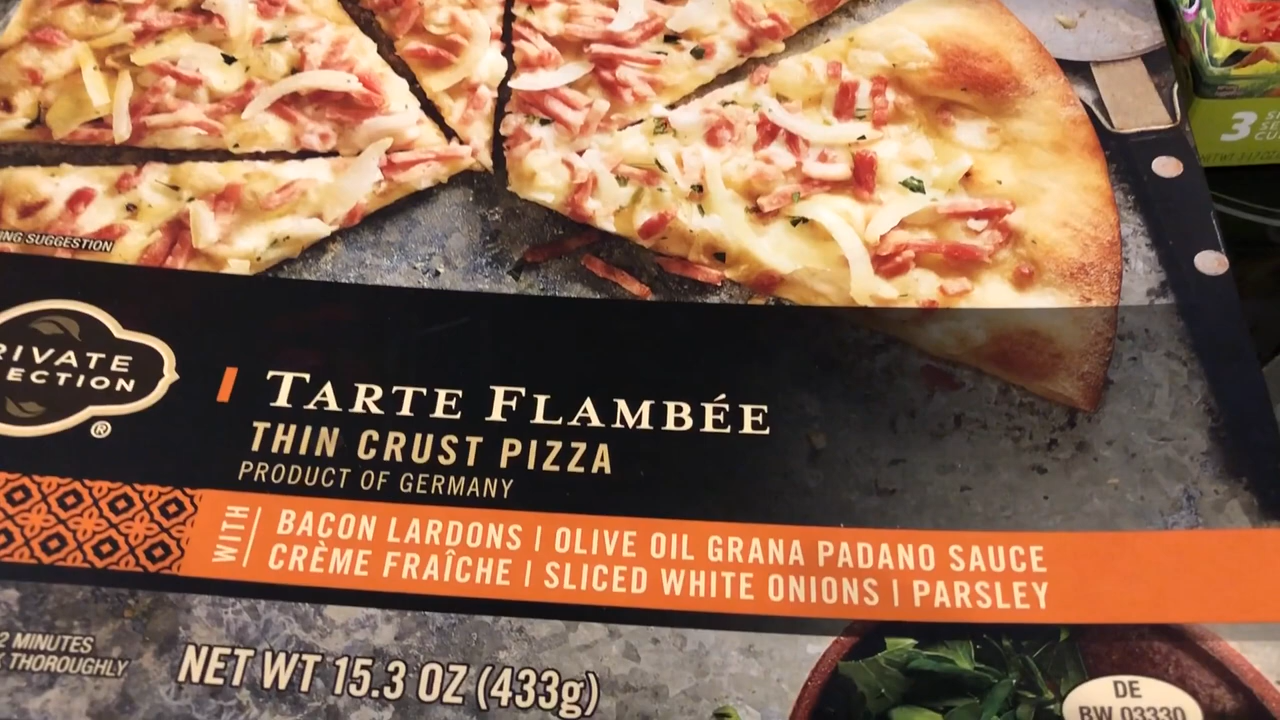 3
ING SUGGESTION
RIVATE
ECTION
®
TARTE FLAMBÉE
THIN CRUST PIZZA
PRODUCT OF GERMANY
WITH
BACON LARDONS | OLIVE OIL GRANA PADANO SAUCE
CRÈME FRAÎCHE | SLICED WHITE ONIONS | PARSLEY
2 MINUTES
THOROUGHLY
NET WT 15.3 OZ (433g)
DE
BW 03330